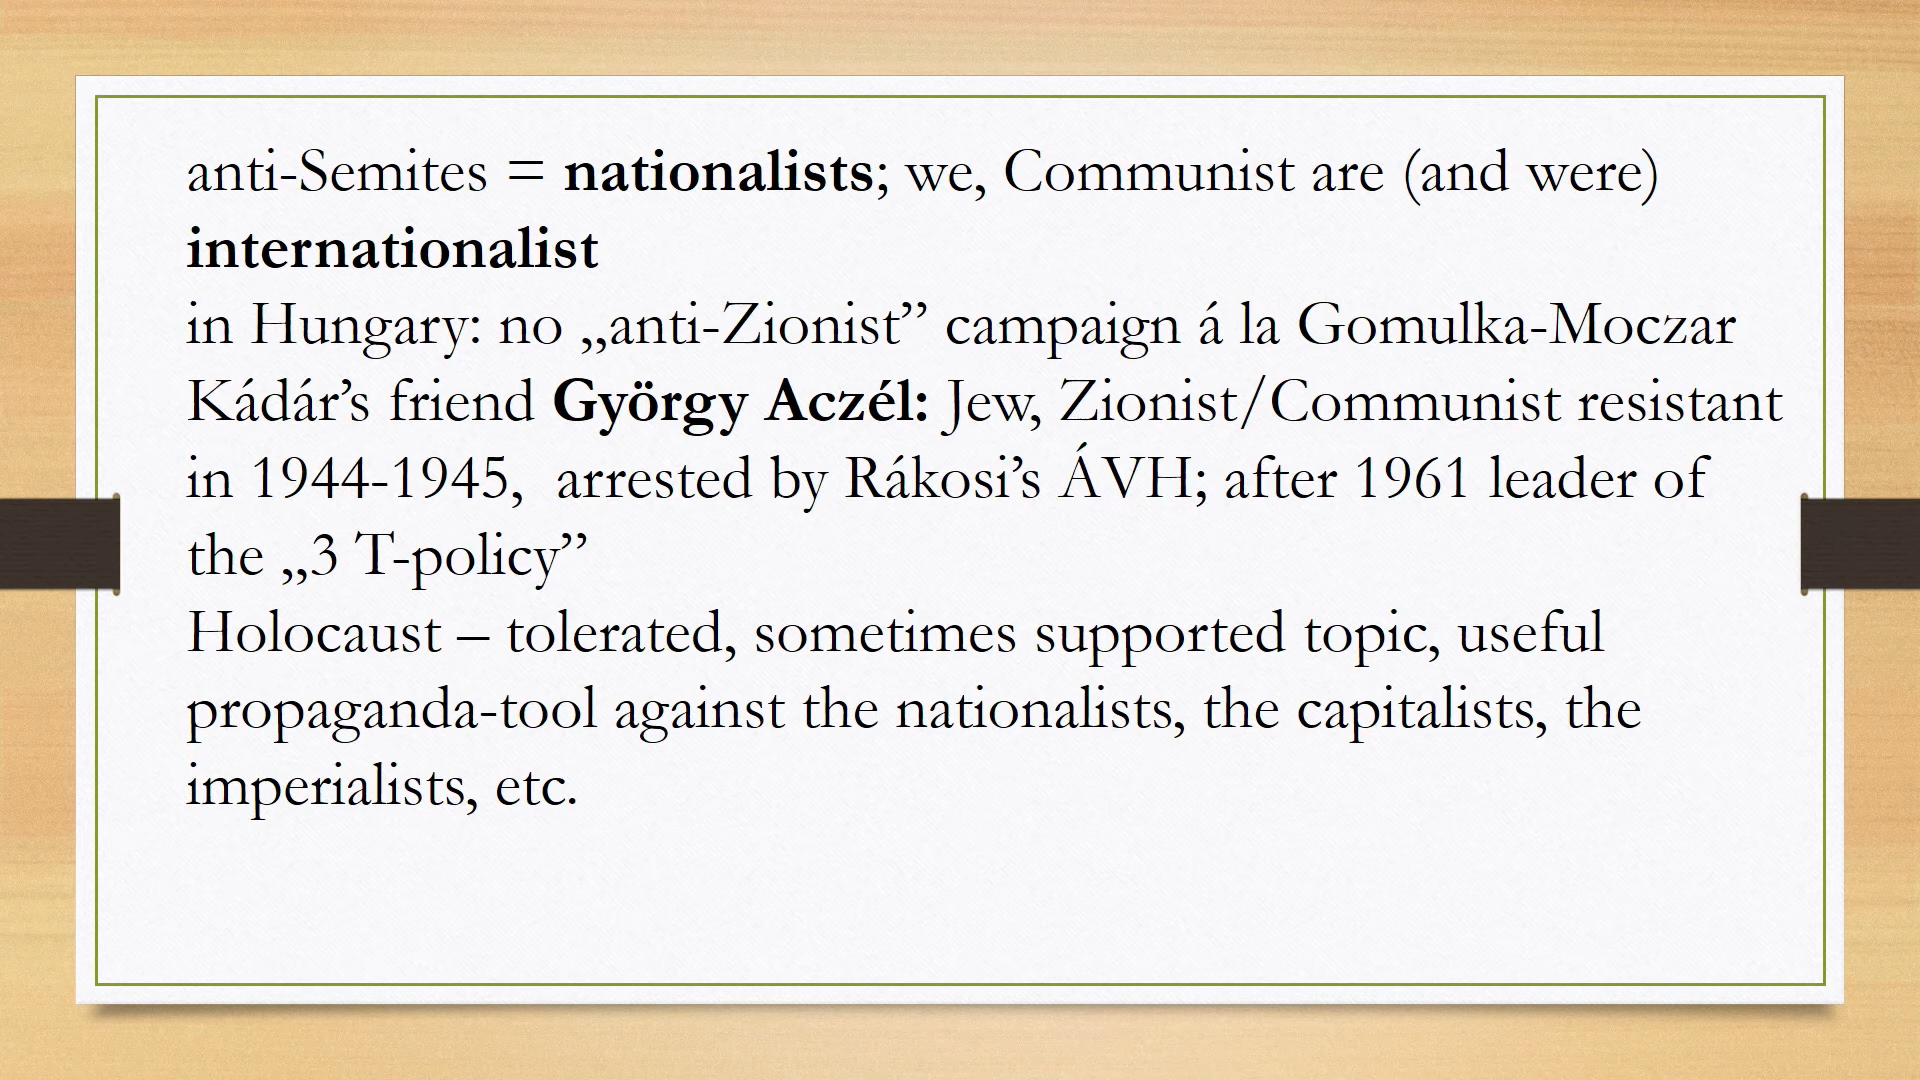 anti-Semites = nationalists; we, Communist are (and were)
internationalist
in Hungary: no „anti-Zionist” campaign á la Gomulka-Moczar
Kádár’s friend György Aczél: Jew, Zionist/Communist resistant
in 1944-1945,  arrested by Rákosi’s ÁVH; after 1961 leader of
the „3 T-policy”
Holocaust – tolerated, sometimes supported topic, useful
propaganda-tool against the nationalists, the capitalists, the
imperialists, etc.